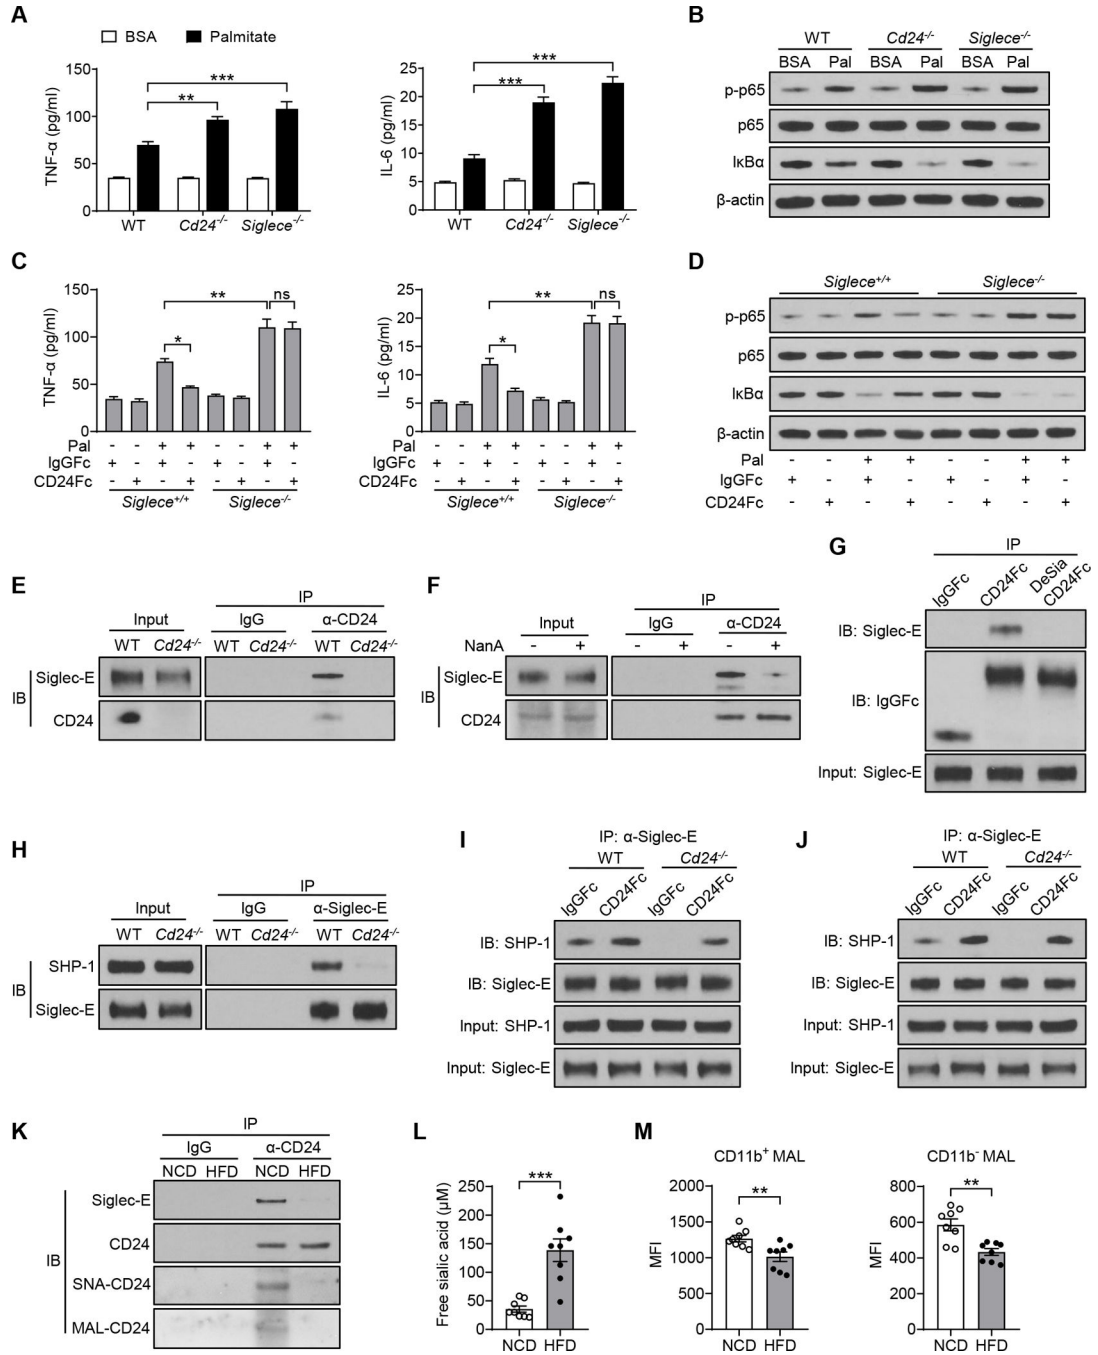 A
BSA Palmitate
TNF-α (pg/ml)
150
100
50
0
WT Cd24-/- Siglece-/-
** ***
IL-6 (pg/ml)
25
20
15
10
5
0
WT Cd24-/- Siglece-/-
*** ***
B
WT Cd24-/- Siglece-/-
BSA Pal BSA Pal BSA Pal
p-p65
p65
IκBα
β-actin
C
TNF-α (pg/ml)
150
100
50
0
** ns
*
Pal - - + + - - + +
IgGFc + - + - + - + -
CD24Fc - + - + - + - +
Siglece+/+ Siglece-/-
IL-6 (pg/ml)
25
20
15
10
5
0
** ns
*
Pal - - + + - - + +
IgGFc + - + - + - + -
CD24Fc - + - + - + - +
Siglece+/+ Siglece-/-
D
Siglece+/+ Siglece-/-
p-p65
p65
IκBα
β-actin
Pal - - + + - - + +
IgGFc + - + - + - + -
CD24Fc - + - + - + - +
E
IP
Input IgG α-CD24
WT Cd24-/- WT Cd24-/- WT Cd24-/-
IB
Siglec-E
CD24
F
IP
Input IgG α-CD24
NanA - + - + - +
IB
Siglec-E
CD24
G
IP
IgGFc CD24Fc DeSia CD24Fc
IB: Siglec-E
IB: IgGFc
Input: Siglec-E
H
IP
Input IgG α-Siglec-E
WT Cd24-/- WT Cd24-/- WT Cd24-/-
IB
SHP-1
Siglec-E
I
IP: α-Siglec-E
WT Cd24-/-
IgGFc CD24Fc IgGFc CD24Fc
IB: SHP-1
IB: Siglec-E
Input: SHP-1
Input: Siglec-E
J
IP: α-Siglec-E
WT Cd24-/-
IgGFc CD24Fc IgGFc CD24Fc
IB: SHP-1
IB: Siglec-E
Input: SHP-1
Input: Siglec-E
K
IP
IgG α-CD24
NCD HFD NCD HFD
IB
Siglec-E
CD24
SNA-CD24
MAL-CD24
L
Free sialic acid (μM)
250
200
150
100
50
0
***
NCD HFD
M
CD11b+ MAL
MFI
2000
1500
1000
500
0
**
NCD HFD
CD11b- MAL
MFI
800
600
400
200
0
**
NCD HFD